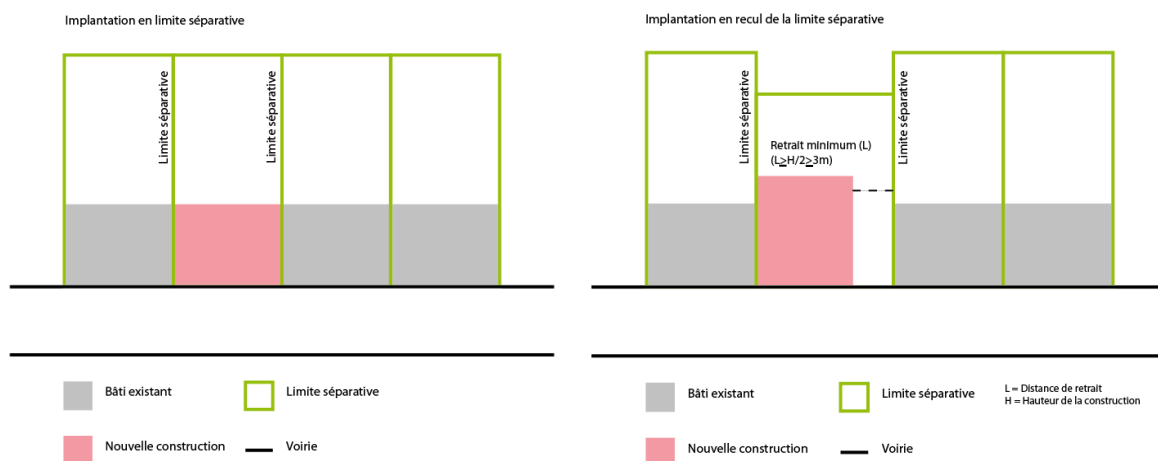 Implantation en limite séparative
Limite séparative
Limite séparative
Bâti existant
Limite séparative
Nouvelle construction
Voirie
Implantation en recul de la limite séparative
Limite séparative
Retrait minimum (L)
(L≥H/2≥3m)
Limite séparative
Bâti existant
Limite séparative
L = Distance de retrait
H = Hauteur de la construction
Nouvelle construction
Voirie